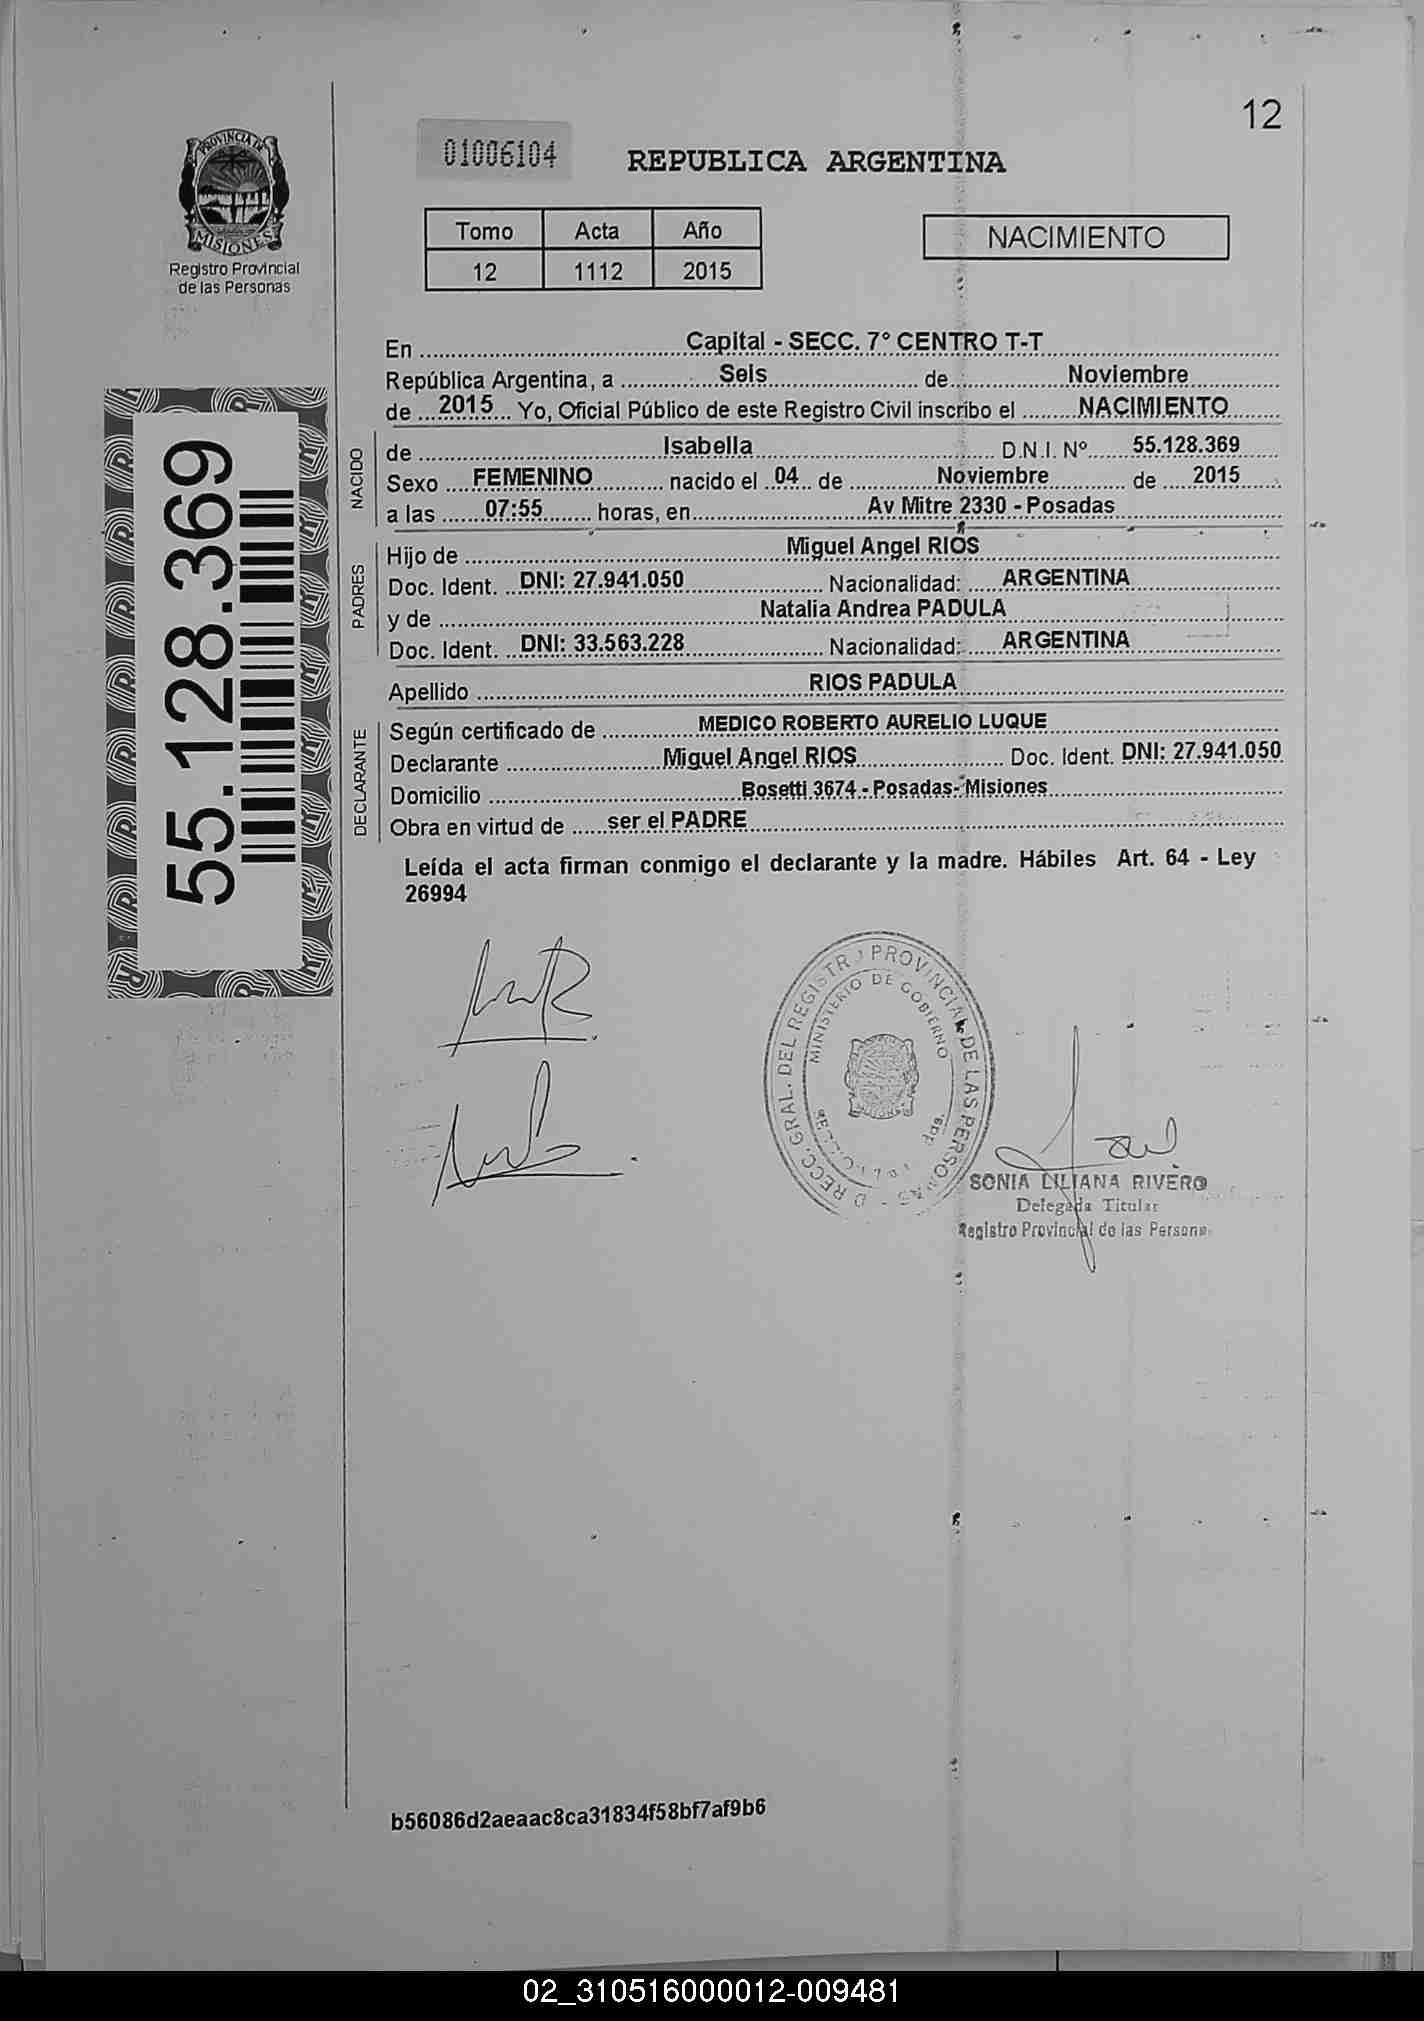 12
PROVINCIA DE
MISIONES
Registro Provincial
de las Personas
01006104
REPUBLICA ARGENTINA
Tomo Acta Año
12 1112 2015
NACIMIENTO
En Capital - SECC. 7° CENTRO T-T
República Argentina, a Seis de Noviembre
de 2015 Yo, Oficial Público de este Registro Civil inscribo el NACIMIENTO
NACIDO
de Isabella D.N.I. Nº 55.128.369
Sexo FEMENINO nacido el 04 de Noviembre de 2015
a las 07:55 horas, en Av Mitre 2330 - Posadas
PADRES
Hijo de Miguel Angel RIOS
Doc. Ident. DNI: 27.941.050 Nacionalidad: ARGENTINA
y de Natalia Andrea PADULA
Doc. Ident. DNI: 33.563.228 Nacionalidad: ARGENTINA
Apellido RIOS PADULA
DECLARANTE
Según certificado de MEDICO ROBERTO AURELIO LUQUE
Declarante Miguel Angel RIOS Doc. Ident. DNI: 27.941.050
Domicilio Bosetti 3674 - Posadas- Misiones
Obra en virtud de ser el PADRE
Leída el acta firman conmigo el declarante y la madre. Hábiles Art. 64 - Ley
26994
55.128.369
DIRECC. GRAL. DEL REGISTRO PROVINCIAL DE LAS PERSONAS
MINISTERIO DE GOBIERNO
SONIA LILIANA RIVERO
Delegada Titular
Registro Provincial de las Persona
b56086d2aeaac8ca31834f58bf7af9b6
02_310516000012-009481